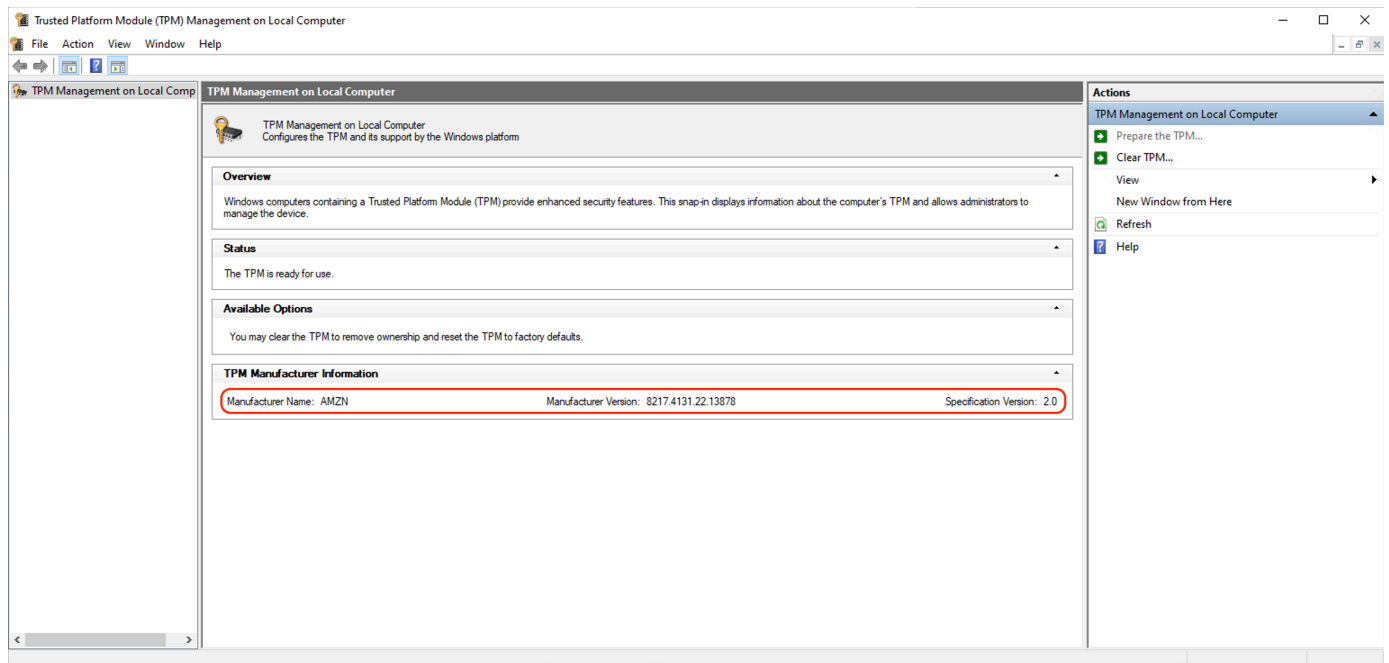 Trusted Platform Module (TPM) Management on Local Computer
File Action View Window Help
TPM Management on Local Comp
TPM Management on Local Computer
TPM Management on Local Computer
Configures the TPM and its support by the Windows platform
Overview
Windows computers containing a Trusted Platform Module (TPM) provide enhanced security features. This snap-in displays information about the computer's TPM and allows administrators to
manage the device.
Status
The TPM is ready for use.
Available Options
You may clear the TPM to remove ownership and reset the TPM to factory defaults.
TPM Manufacturer Information
Manufacturer Name: AMZN Manufacturer Version: 8217.4131.22.13878 Specification Version: 2.0
Actions
TPM Management on Local Computer
Prepare the TPM...
Clear TPM...
View
New Window from Here
Refresh
Help